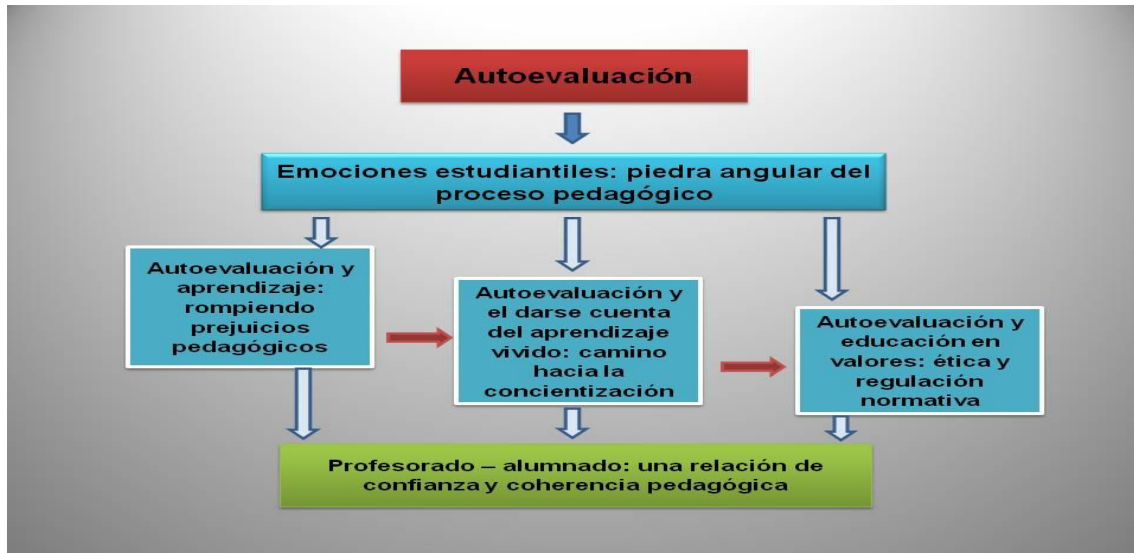 Autoevaluación
Emociones estudiantiles: piedra angular del
proceso pedagógico
Autoevaluación y
aprendizaje:
rompiendo
prejuicios
pedagógicos
Autoevaluación y
el darse cuenta
del aprendizaje
vivido: camino
hacia la
concientización
Autoevaluación y
educación en
valores: ética y
regulación
normativa
Profesorado – alumnado: una relación de
confianza y coherencia pedagógica